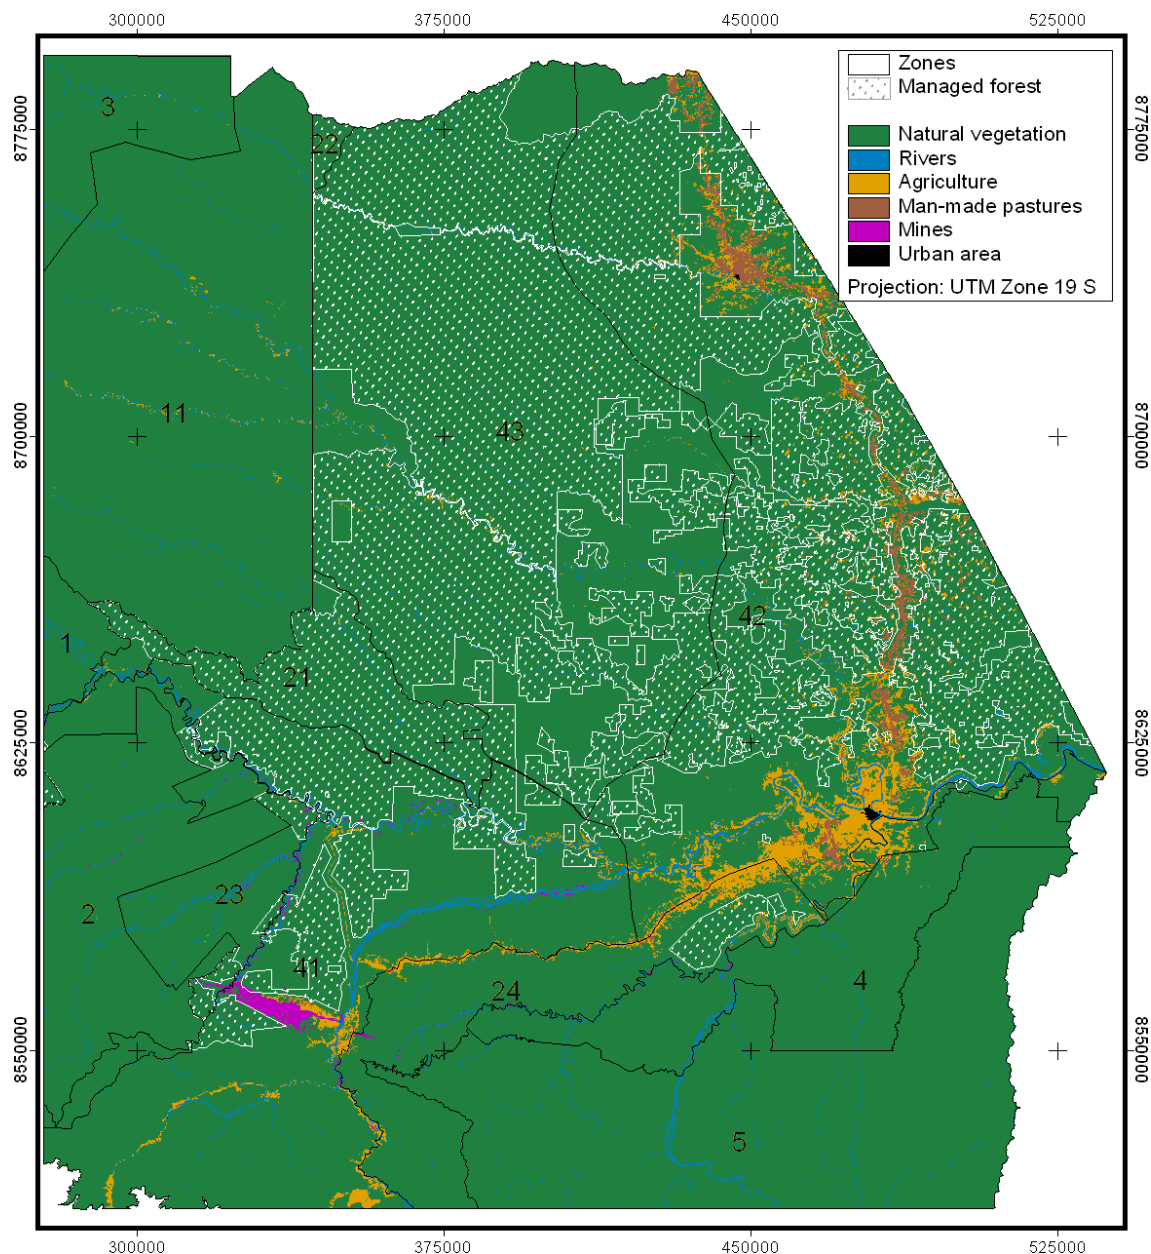 300000 375000 450000 525000
Zones
Managed forest
Natural vegetation
Rivers
Agriculture
Man-made pastures
Mines
Urban area
Projection: UTM Zone 19 S
3
22
8775000 8775000
11
43
8700000 8700000
42
1
21
8625000 8625000
23
2
41
24
4
8550000 8550000
5
300000 375000 450000 525000